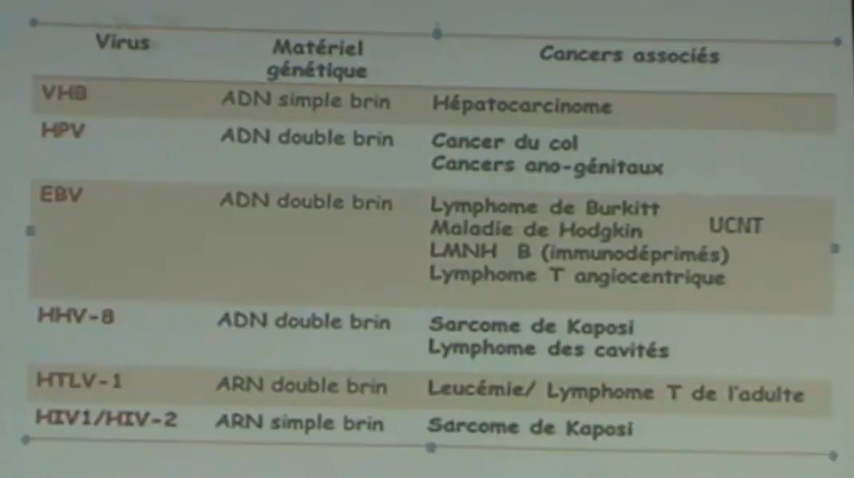 Virus Matériel génétique Cancers associés
VHB ADN simple brin Hépatocarcinome
HPV ADN double brin Cancer du col
Cancers ano-génitaux
EBV ADN double brin Lymphome de Burkitt
Maladie de Hodgkin UCNT
LMNH B (immunodéprimés)
Lymphome T angiocentrique
HHV-8 ADN double brin Sarcome de Kaposi
Lymphome des cavités
HTLV-1 ARN double brin Leucémie/ Lymphome T de l'adulte
HIV1/HIV-2 ARN simple brin Sarcome de Kaposi